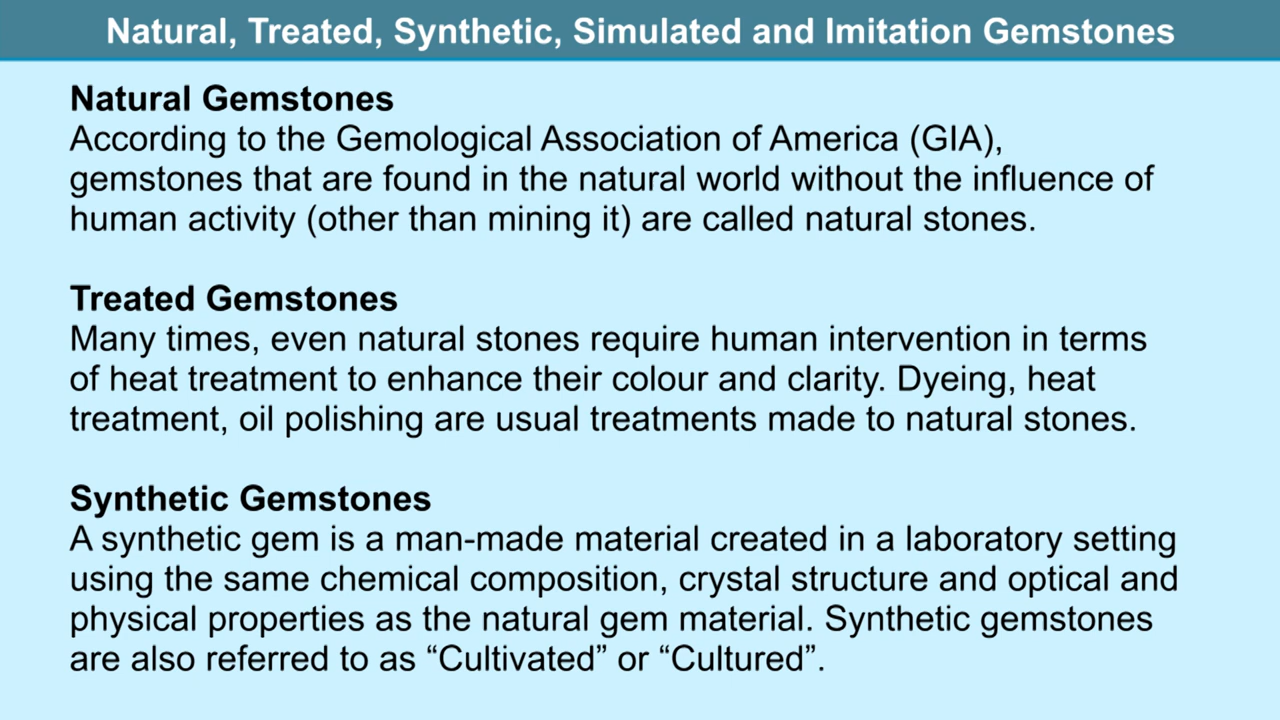 Natural, Treated, Synthetic, Simulated and Imitation Gemstones
Natural Gemstones
According to the Gemological Association of America (GIA),
gemstones that are found in the natural world without the influence of
human activity (other than mining it) are called natural stones.
Treated Gemstones
Many times, even natural stones require human intervention in terms
of heat treatment to enhance their colour and clarity. Dyeing, heat
treatment, oil polishing are usual treatments made to natural stones.
Synthetic Gemstones
A synthetic gem is a man-made material created in a laboratory setting
using the same chemical composition, crystal structure and optical and
physical properties as the natural gem material. Synthetic gemstones
are also referred to as “Cultivated” or “Cultured”.